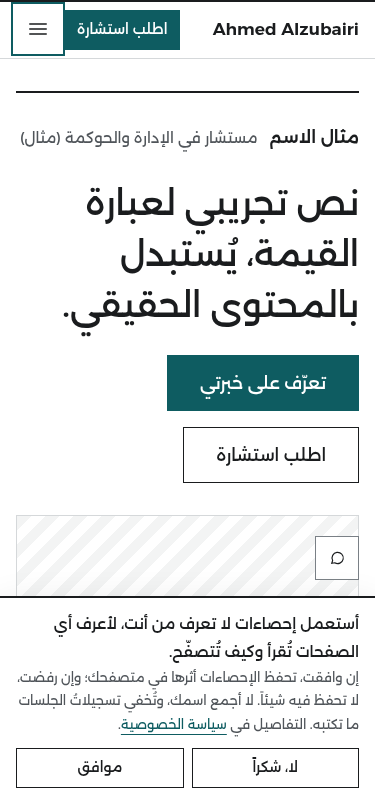 Ahmed Alzubairi
اطلب استشارة
مثال الاسم مستشار في الإدارة والحوكمة (مثال)
نص تجريبي لعبارة
القيمة، يُستبدل
بالمحتوى الحقيقي.
تعرّف على خبرتي
اطلب استشارة
أستعمل إحصاءات لا تعرف من أنت، لأعرف أي
الصفحات تُقرأ وكيف تُتصفّح.
إن وافقت، تحفظ الإحصاءات أثرها في متصفحك؛ وإن رفضت،
لا تحفظ فيه شيئاً. لا أجمع اسمك، وتُخفي تسجيلاتُ الجلسات
ما تكتبه. التفاصيل في سياسة الخصوصية.
لا، شكراً
موافق